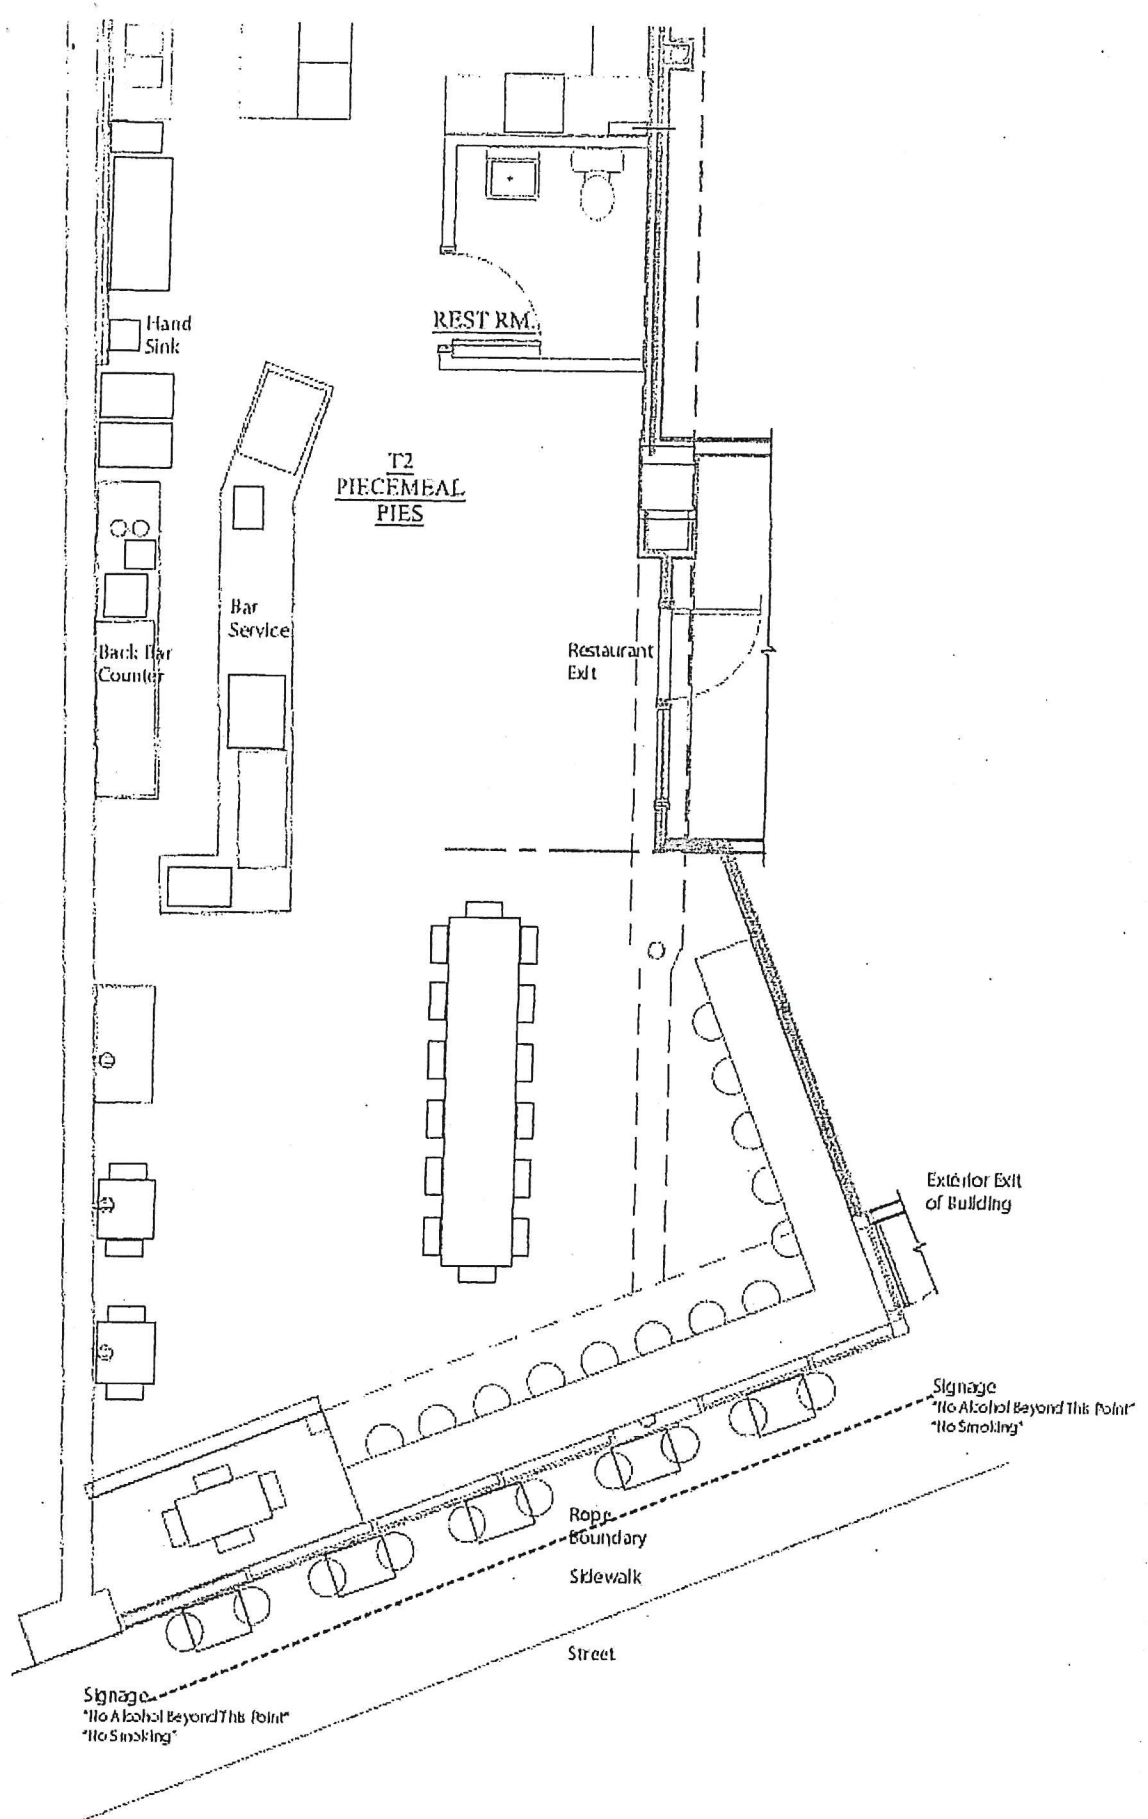 Hand
Sink
REST RM.
T2
PIECEMEAL
PIES
Bar
Service
Back Bar
Counter
Restaurant
Exit
Exterior Exit
of Building
Signage
"No Alcohol Beyond This Point"
"No Smoking"
Rope
Boundary
Sidewalk
Street
Signage
"No Alcohol Beyond This Point"
"No Smoking"